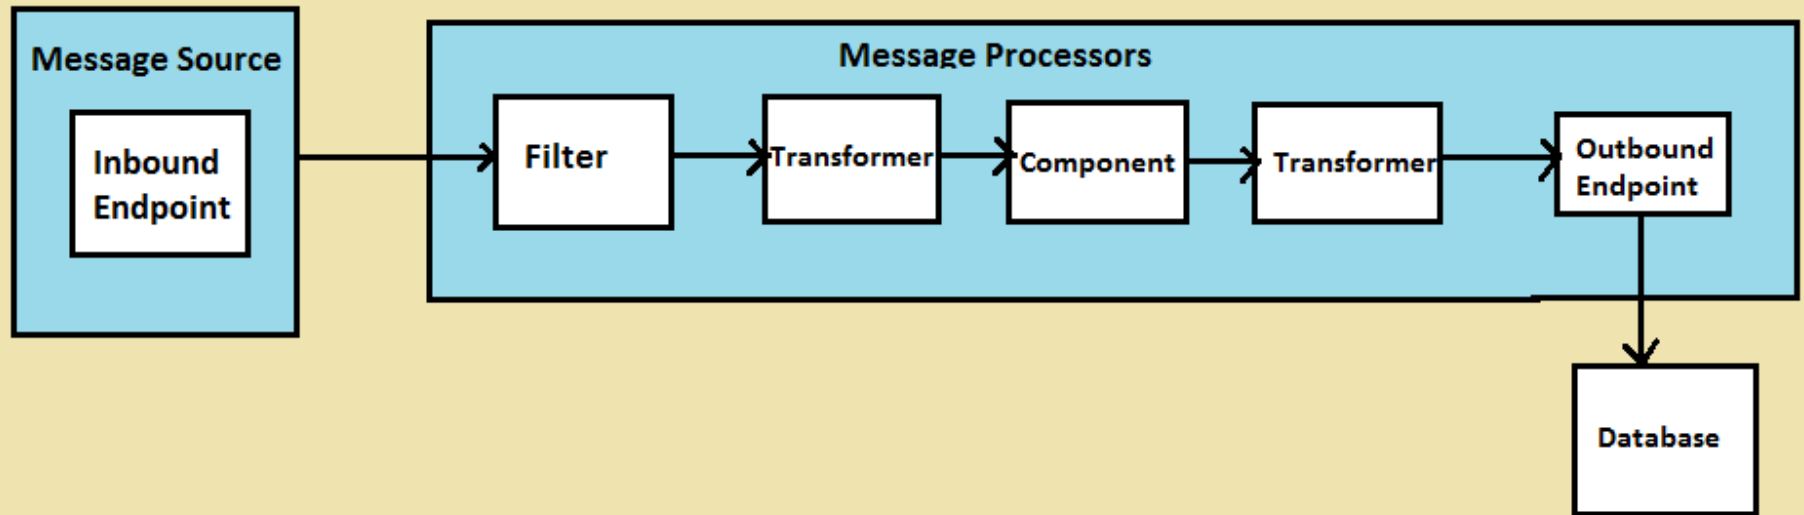 Message Source
Inbound
Endpoint
Message Processors
Filter
Transformer
Component
Transformer
Outbound
Endpoint
Database